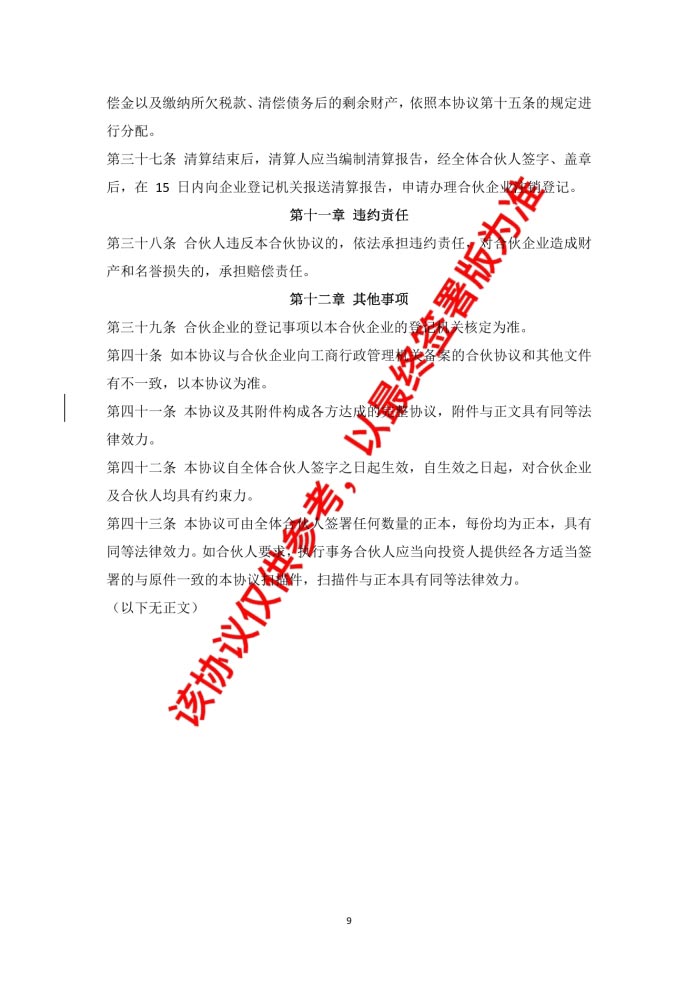 偿金以及缴纳所欠税款、清偿债务后的剩余财产，依照本协议第十五条的规定进
行分配。
第三十七条 清算结束后，清算人应当编制清算报告，经全体合伙人签字、盖章
后，在 15 日内向企业登记机关报送清算报告，申请办理合伙企业注销登记。
第十一章 违约责任
第三十八条 合伙人违反本合伙协议的，依法承担违约责任，对合伙企业造成财
产和名誉损失的，承担赔偿责任。
第十二章 其他事项
第三十九条 合伙企业的登记事项以本合伙企业的登记机关核定为准。
第四十条 如本协议与合伙企业向工商行政管理机关备案的合伙协议和其他文件
有不一致，以本协议为准。
第四十一条 本协议及其附件构成各方达成的完整协议，附件与正文具有同等法
律效力。
第四十二条 本协议自全体合伙人签字之日起生效，自生效之日起，对合伙企业
及合伙人均具有约束力。
第四十三条 本协议可由全体合伙人签署任何数量的正本，每份均为正本，具有
同等法律效力。如合伙人要求，执行事务合伙人应当向投资人提供经各方适当签
署的与原件一致的本协议扫描件，扫描件与正本具有同等法律效力。
（以下无正文）
该协议仅供参考，以最终签署版为准
9